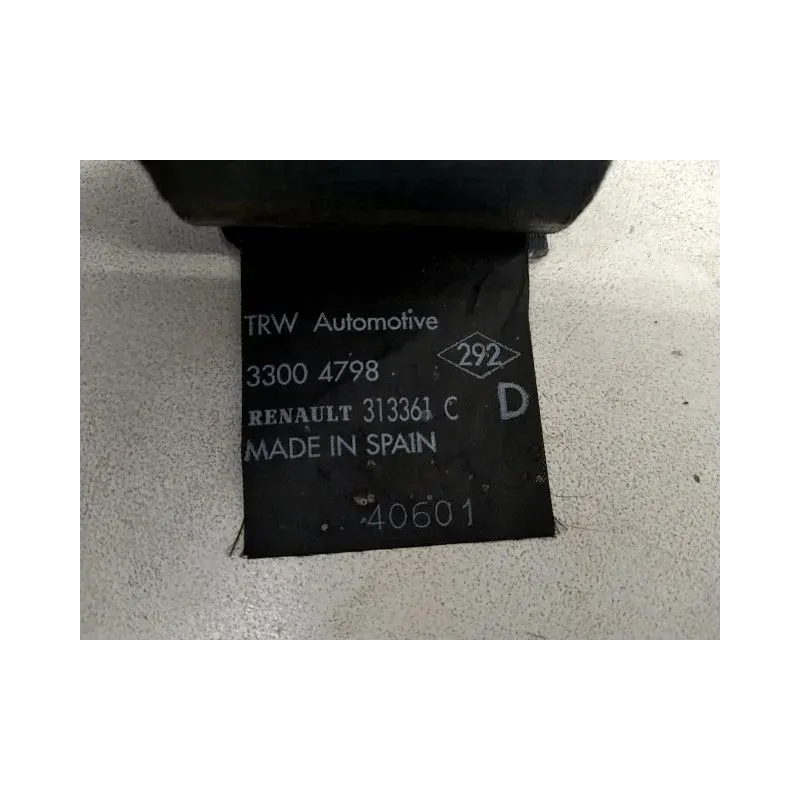 TRW Automotive
292
3300 4798
RENAULT 313361 C
D
MADE IN SPAIN
40601